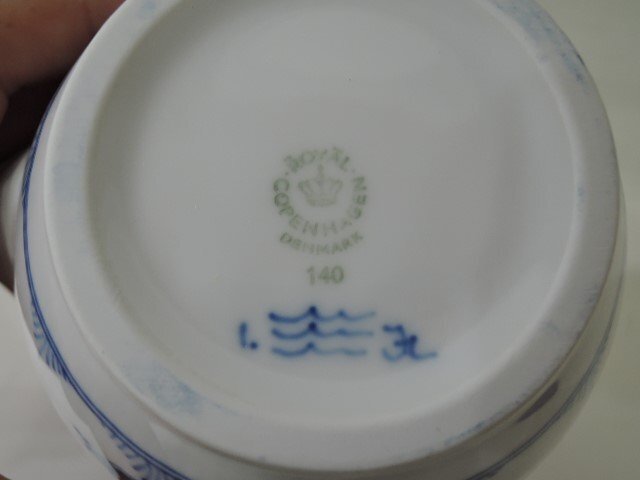 ROYAL
COPENHAGEN
DENMARK
140
1.